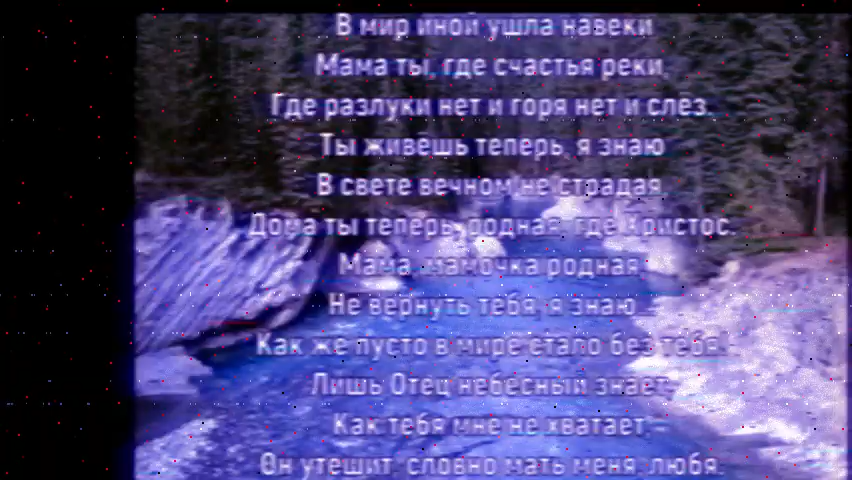 В мир иной ушла навеки
Мама ты, где счастья реки,
Где разлуки нет и горя нет и слёз.
Ты живёшь теперь, я знаю
В свете вечном не страдая.
Дома ты теперь, родная, где Христос.
Мама, мамочка родная,
Не вернуть тебя, я знаю
Как же пусто в мире стало без тебя!
Лишь Отец небесный знает,
Как тебя мне не хватает, –
Он утешит, словно мать меня, любя.